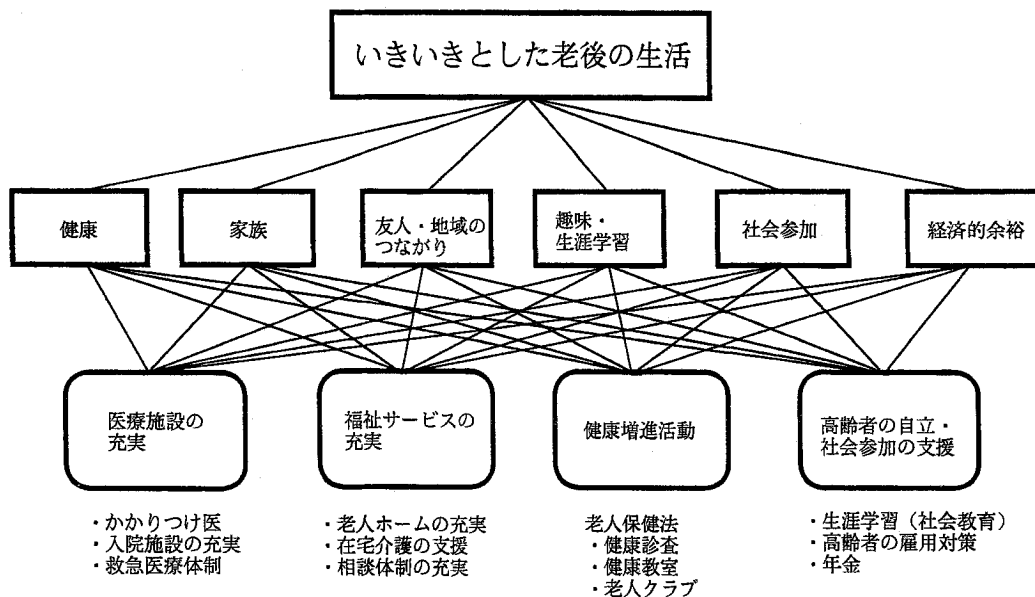 いきいきとした老後の生活
健康
家族
友人・地域の
つながり
趣味・
生涯学習
社会参加
経済的余裕
医療施設の
充実
福祉サービスの
充実
健康増進活動
高齢者の自立・
社会参加の支援
・かかりつけ医
・入院施設の充実
・救急医療体制
・老人ホームの充実
・在宅介護の支援
・相談体制の充実
老人保健法
・健康診査
・健康教室
・老人クラブ
・生涯学習（社会教育）
・高齢者の雇用対策
・年金